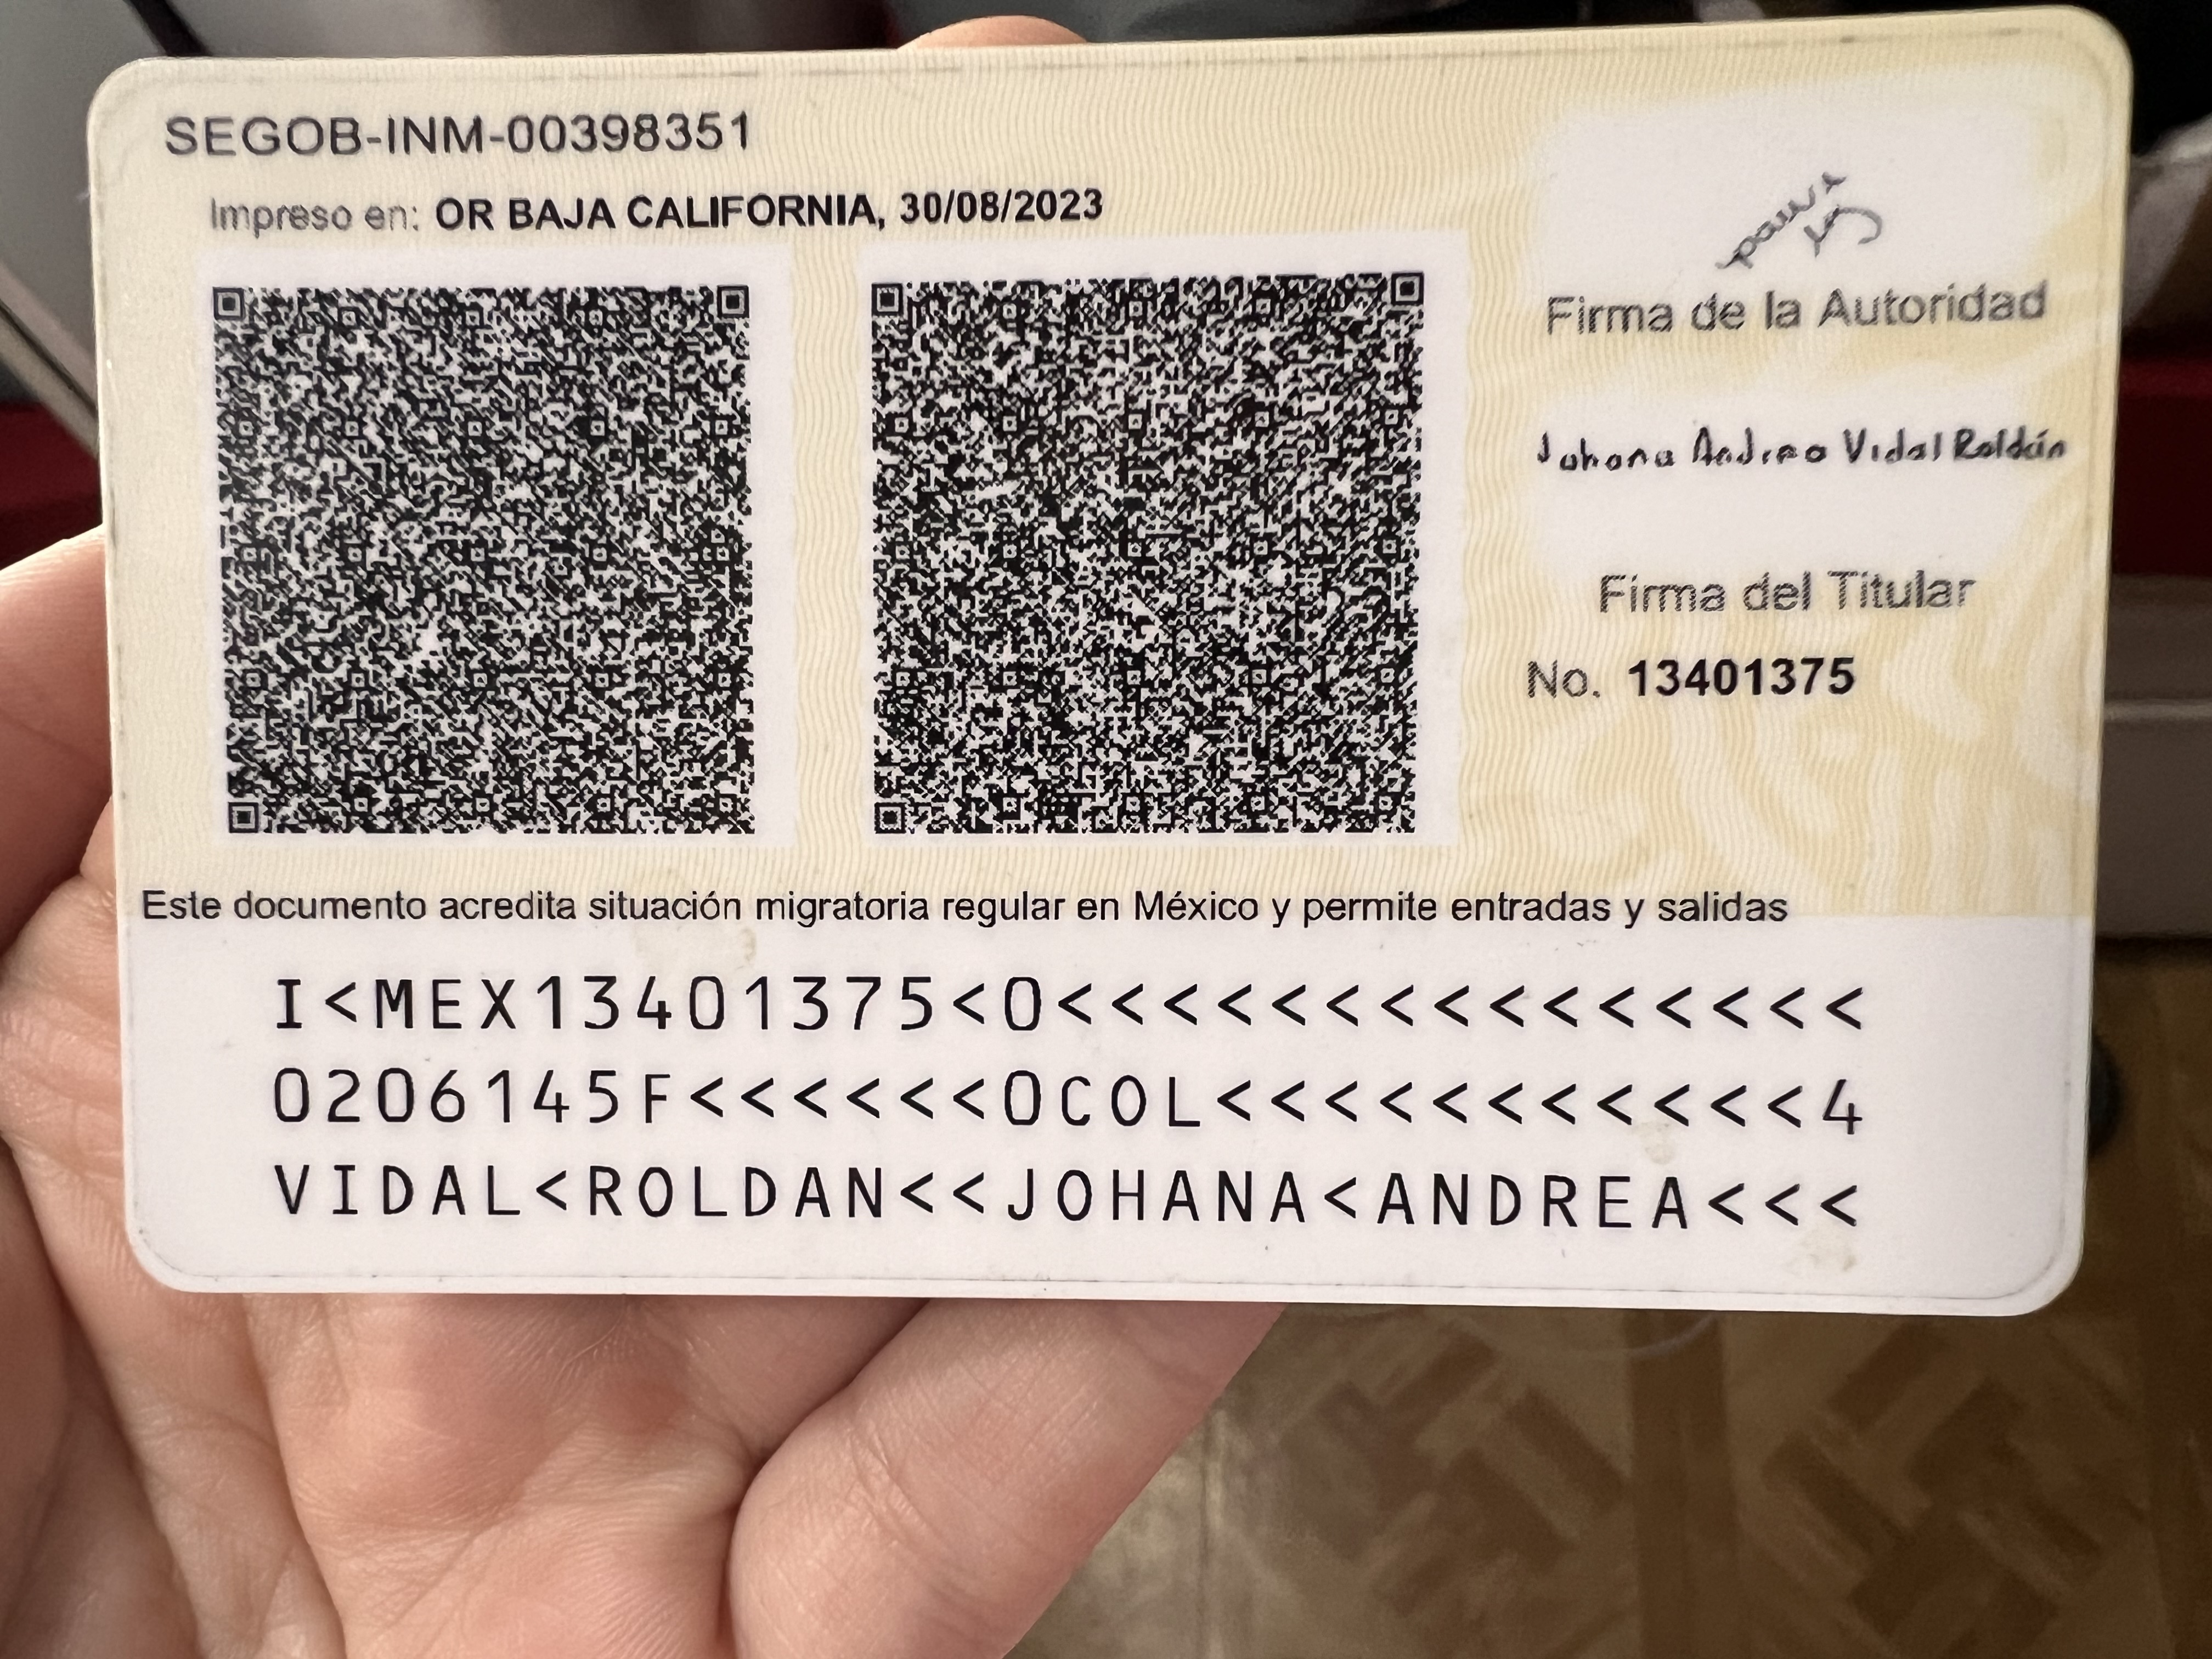 SEGOB-INM-00398351
Impreso en: OR BAJA CALIFORNIA, 30/08/2023
Firma de la Autoridad
Johana Andrea Vidal Roldán
Firma del Titular
No. 13401375
Este documento acredita situación migratoria regular en México y permite entradas y salidas
I<MEX13401375<0<<<<<<<<<<<<<<<
0206145F<<<<<<0COL<<<<<<<<<<<4
VIDAL<ROLDAN<<JOHANA<ANDREA<<<